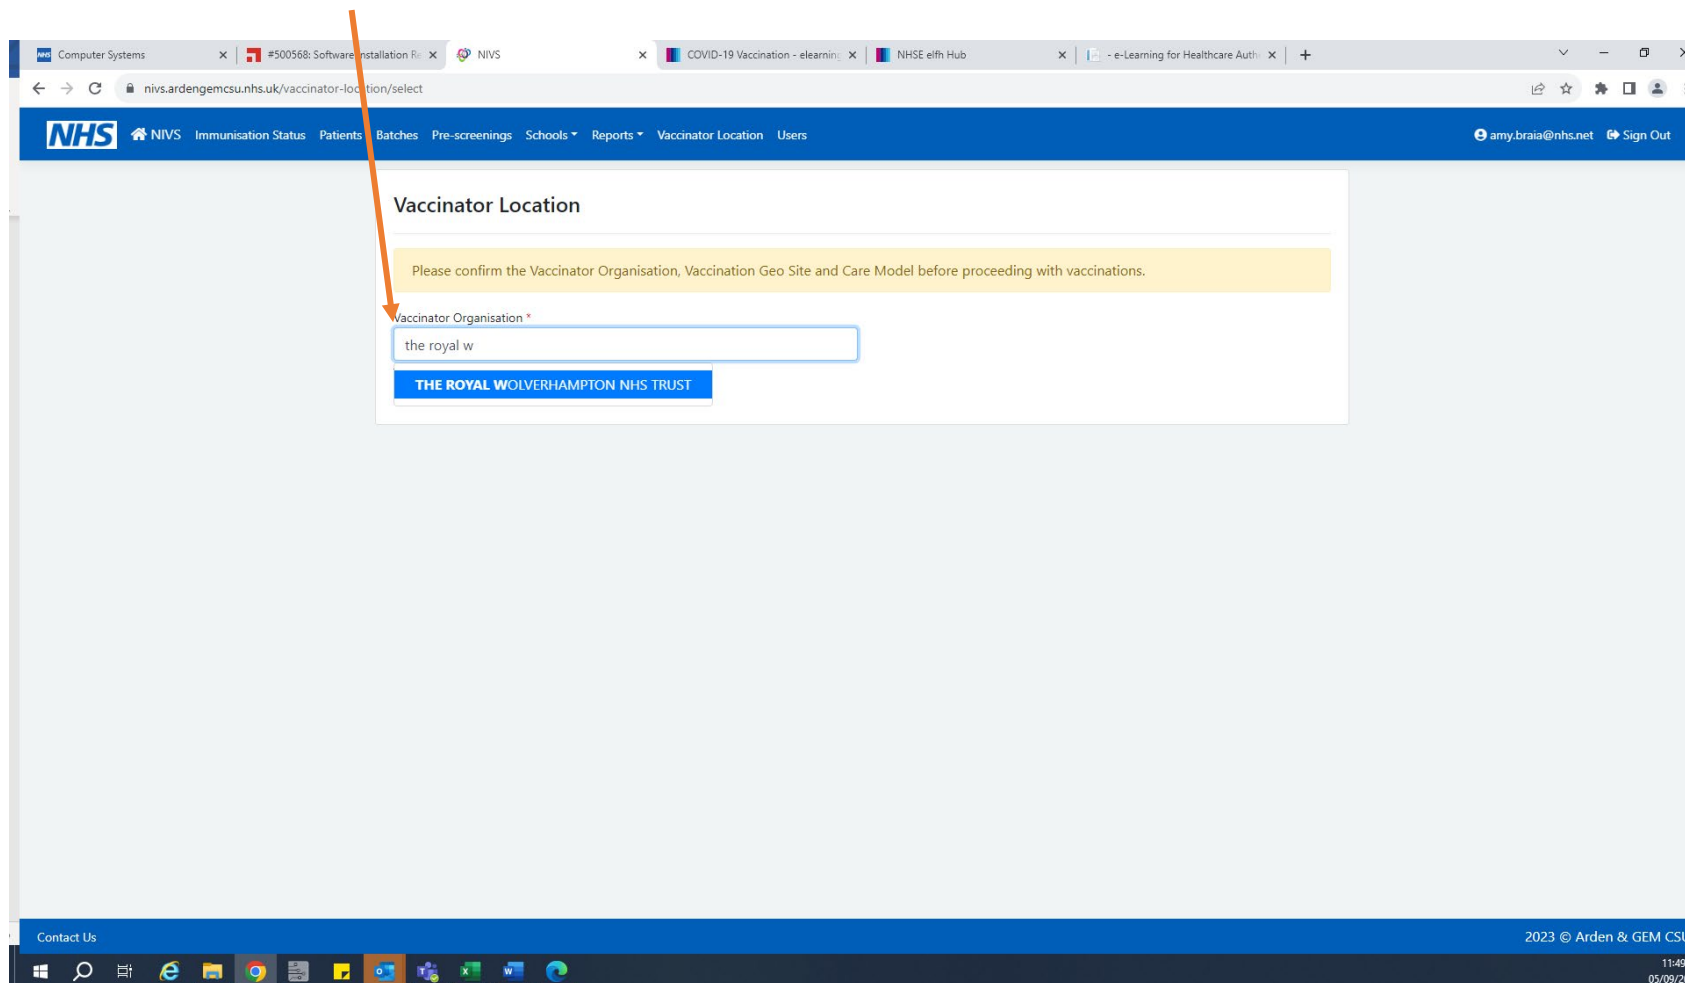 Computer Systems
#500568: Software Installation Re
NIVS
COVID-19 Vaccination - elearning
NHSE elfh Hub
- e-Learning for Healthcare Auth
nivs.ardengemcsu.nhs.uk/vaccinator-location/select
NHS NIVS Immunisation Status Patients Batches Pre-screenings Schools Reports Vaccinator Location Users amy.braia@nhs.net Sign Out
Vaccinator Location
Please confirm the Vaccinator Organisation, Vaccination Geo Site and Care Model before proceeding with vaccinations.
Vaccinator Organisation *
the royal w
THE ROYAL WOLVERHAMPTON NHS TRUST
Contact Us 2023 © Arden & GEM CSU
11:49
05/09/2